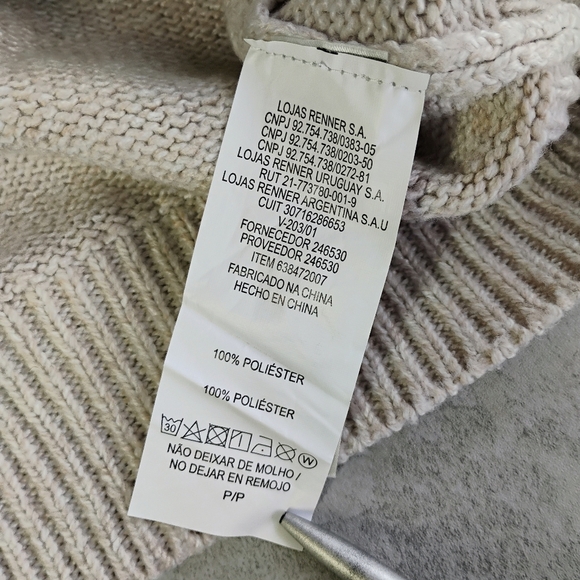 LOJAS RENNER S.A.
CNPJ 92.754.738/0383-05
CNPJ 92.754.738/0203-50
CNPJ 92.754.738/0272-81
LOJAS RENNER URUGUAY S.A.
RUT 21-773780-001-9
LOJAS RENNER ARGENTINA S.A.U
CUIT 30716286653
V-203/01
FORNECEDOR 246530
PROVEEDOR 246530
ITEM 638472007
FABRICADO NA CHINA
HECHO EN CHINA
100% POLIÉSTER
100% POLIÉSTER
30 W
NÃO DEIXAR DE MOLHO /
NO DEJAR EN REMOJO
P/P